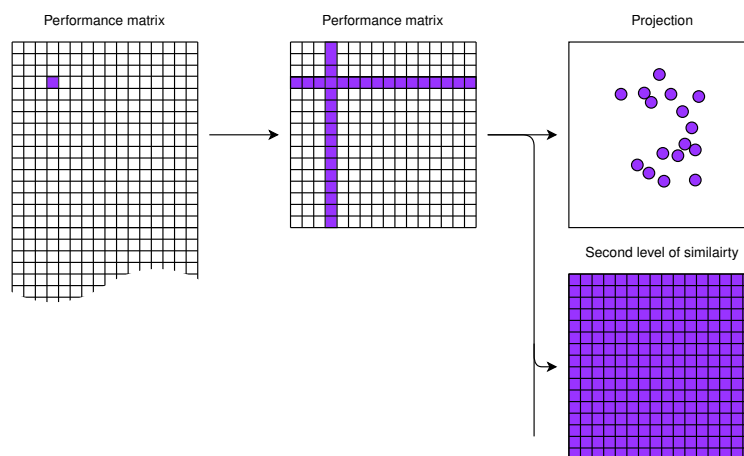 Performance matrix
Performance matrix
Projection
Second level of similairty